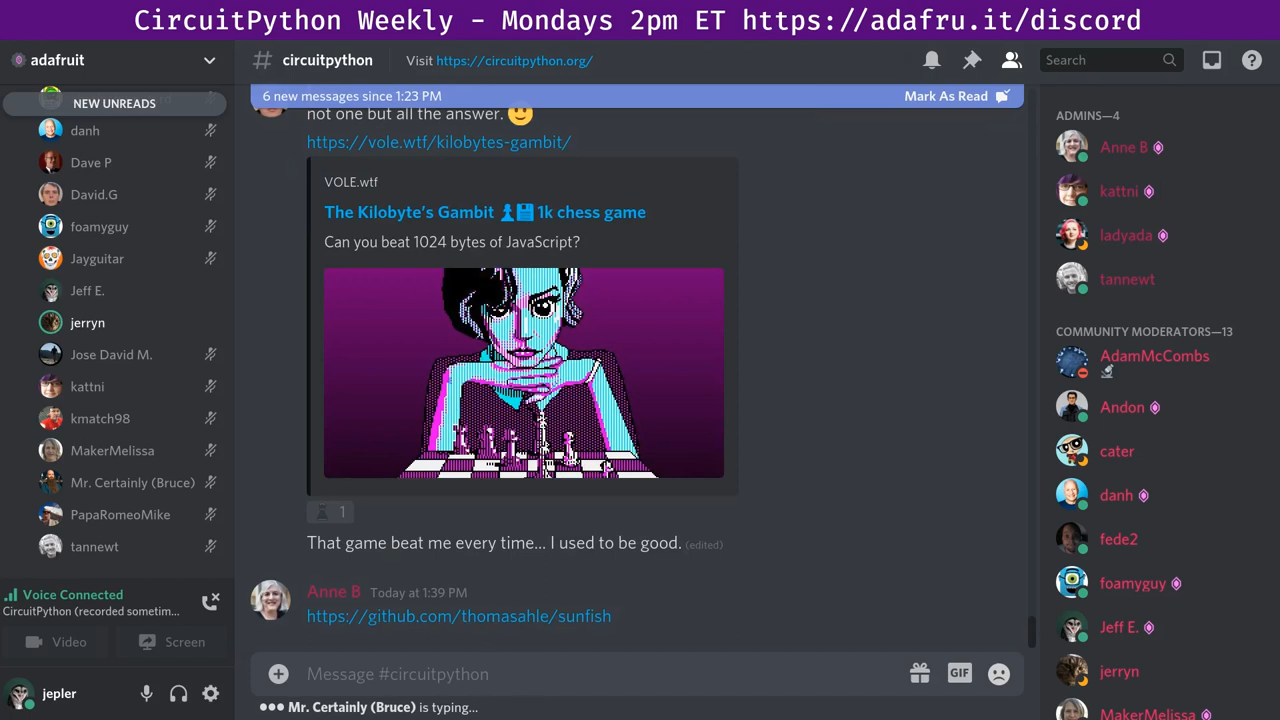 CircuitPython Weekly - Mondays 2pm ET https://adafru.it/discord
adafruit
NEW UNREADS
danh
Dave P
David.G
foamyguy
Jayguitar
Jeff E.
jerryn
Jose David M.
kattni
kmatch98
MakerMelissa
Mr. Certainly (Bruce)
PapaRomeoMike
tannewt
Voice Connected
CircuitPython (recorded sometim...
Video
Screen
jepler
# circuitpython
Visit https://circuitpython.org/
Search
6 new messages since 1:23 PM
Mark As Read
not one but all the answer. 🙂
https://vole.wtf/kilobytes-gambit/
VOLE.wtf
The Kilobyte's Gambit ♟💾 1k chess game
Can you beat 1024 bytes of JavaScript?
1
That game beat me every time... I used to be good. (edited)
Anne B Today at 1:39 PM
https://github.com/thomasahle/sunfish
Message #circuitpython
GIF
Mr. Certainly (Bruce) is typing...
ADMINS—4
Anne B
kattni
ladyada
tannewt
COMMUNITY MODERATORS—13
AdamMcCombs
Andon
cater
danh
fede2
foamyguy
Jeff E.
jerryn
MakerMelissa